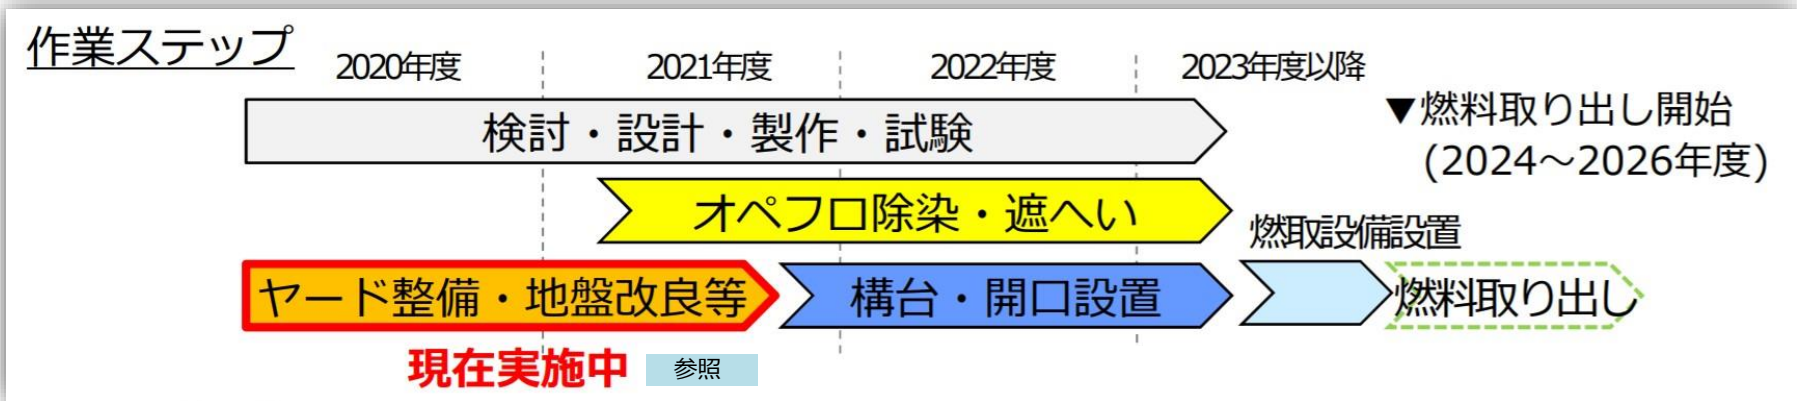 作業ステップ
2020年度
2021年度
2022年度
2023年度以降
検討・設計・製作・試験
▼燃料取り出し開始
(2024～2026年度)
オペフロ除染・遮へい
燃取設備設置
ヤード整備・地盤改良等
構台・開口設置
燃料取り出し
現在実施中
参照